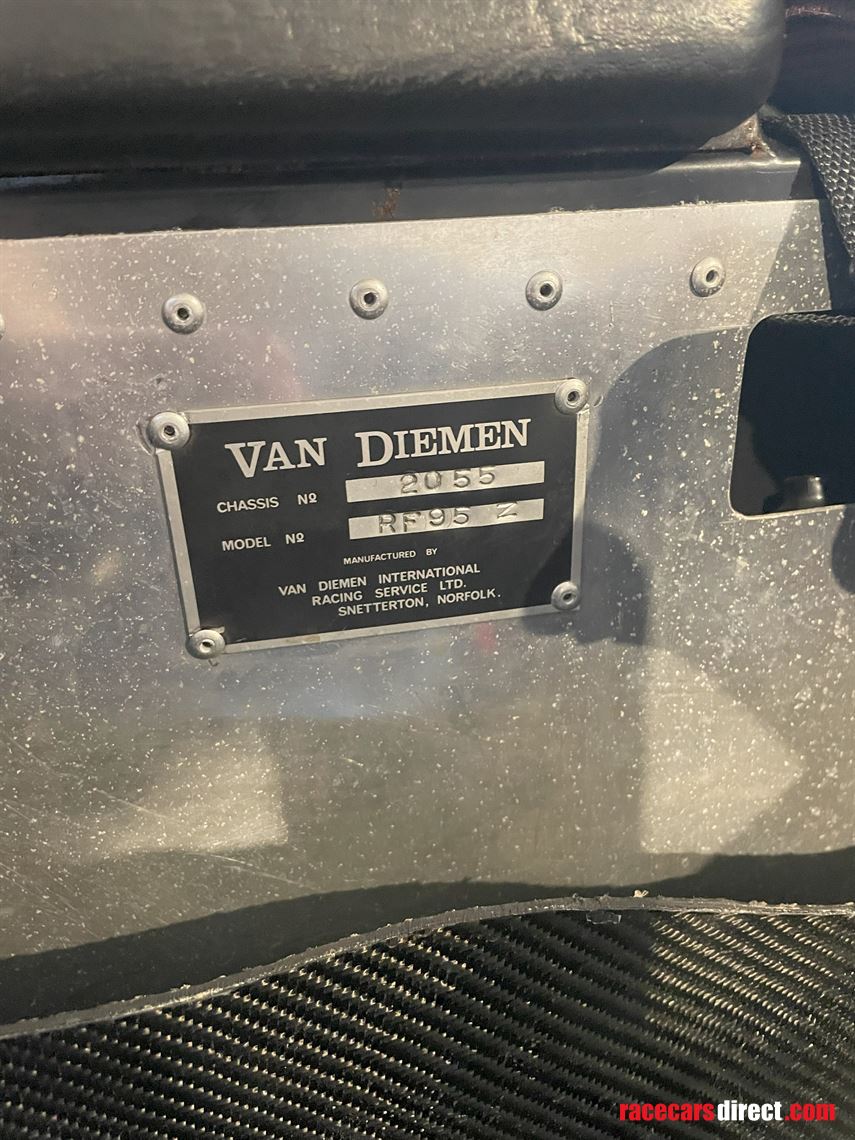 VAN DIEMEN
CHASSIS Nº 2055
MODEL Nº RF95 Z
MANUFACTURED BY
VAN DIEMEN INTERNATIONAL
RACING SERVICE LTD.
SNETTERTON, NORFOLK.
racecarsdirect.com